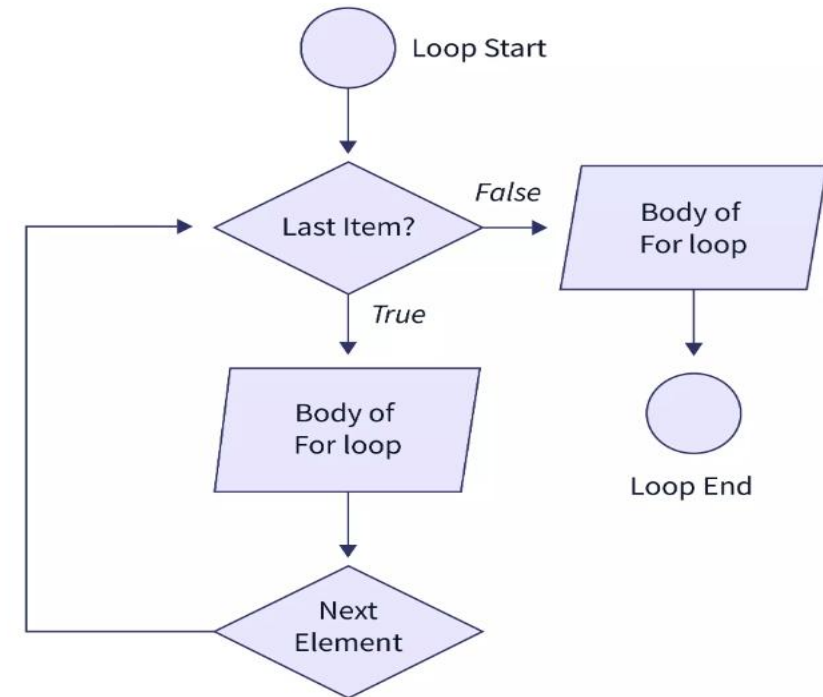 Loop Start
Last Item?
False
Body of
For loop
True
Body of
For loop
Loop End
Next
Element